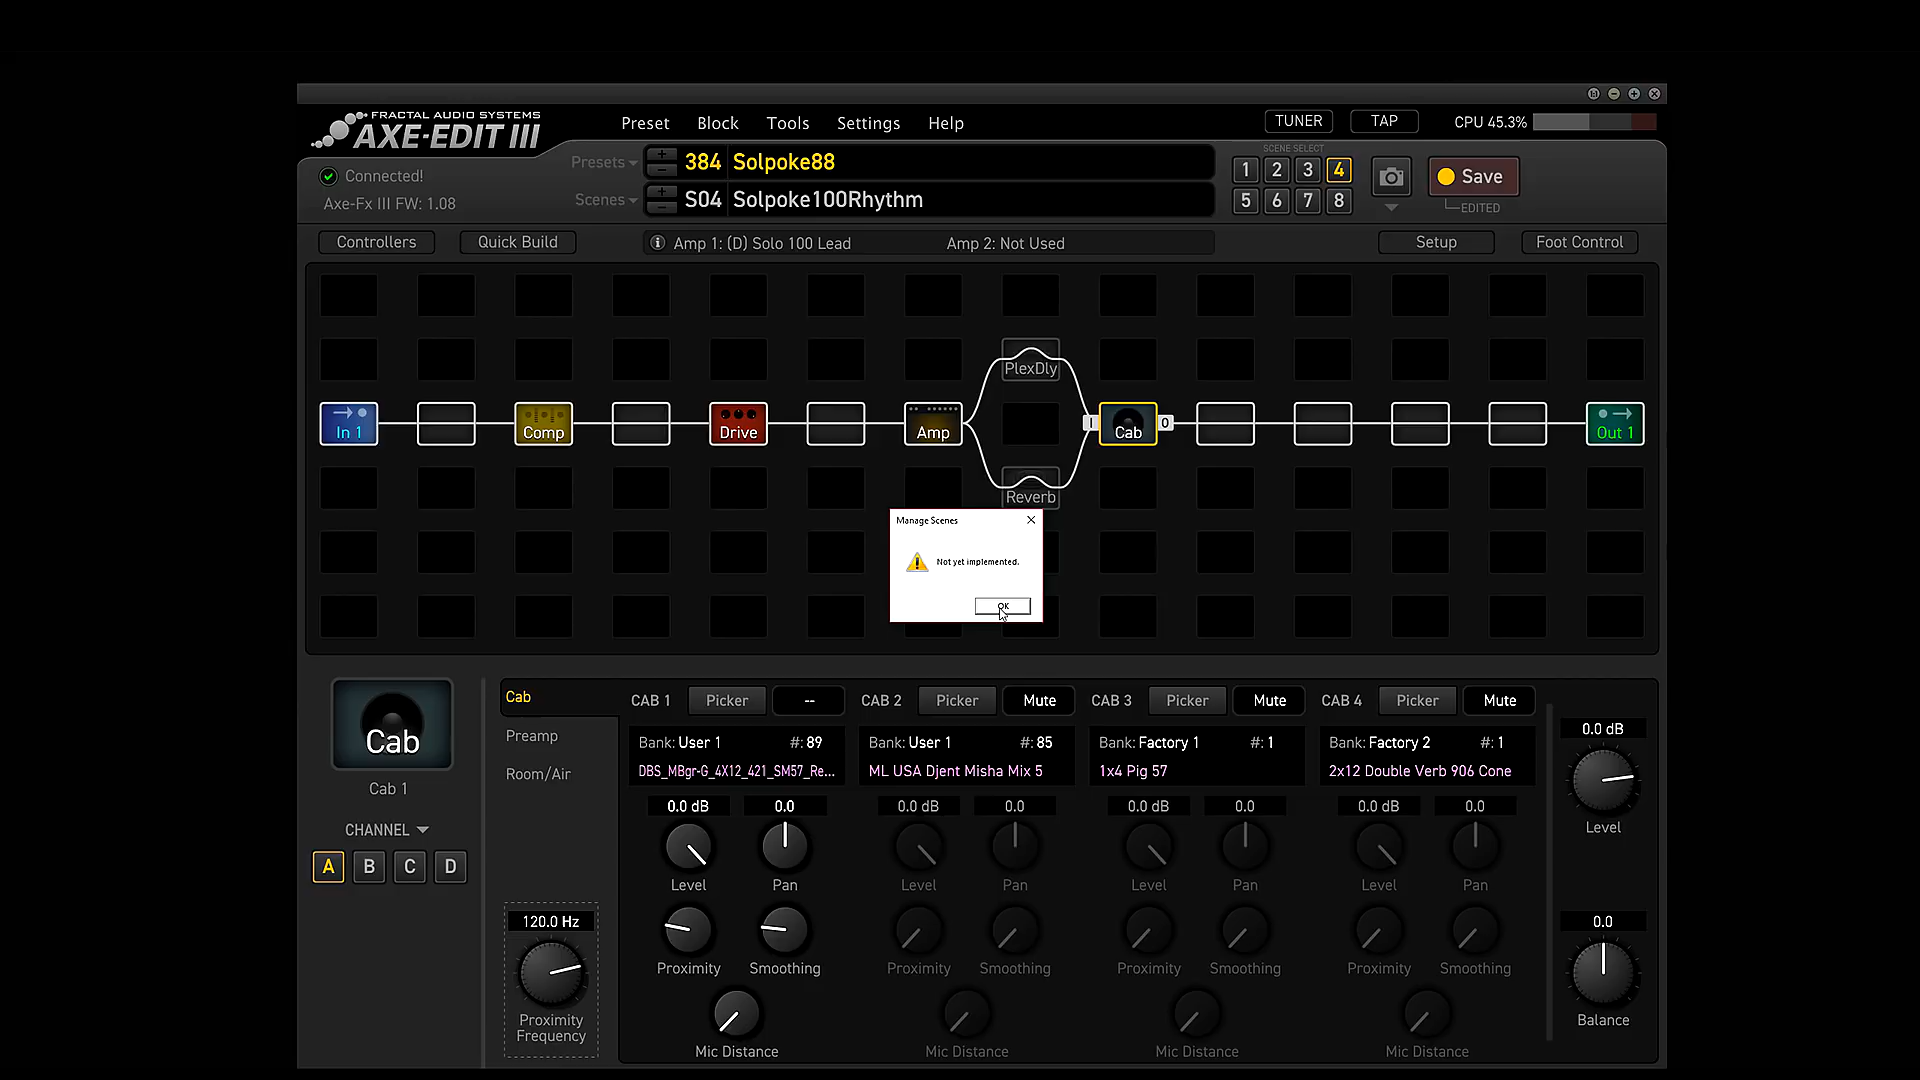 FRACTAL AUDIO SYSTEMS
AXE-EDIT III
Preset Block Tools Settings Help
TUNER TAP CPU 45.3%
Connected!
Axe-Fx III FW: 1.08
Presets 384 Solpoke88
Scenes S04 Solpoke100Rhythm
SCENE SELECT
1 2 3 4
5 6 7 8
Save
EDITED
Controllers Quick Build
Amp 1: (D) Solo 100 Lead Amp 2: Not Used
Setup Foot Control
PlexDly
In 1 Comp Drive Amp I Cab O Out 1
Reverb
Manage Scenes
Not yet implemented.
OK
Cab
Cab 1
CHANNEL
A B C D
Cab
Preamp
Room/Air
120.0 Hz
Proximity
Frequency
CAB 1 Picker -- CAB 2 Picker Mute CAB 3 Picker Mute CAB 4 Picker Mute
Bank: User 1 #: 89 Bank: User 1 #: 85 Bank: Factory 1 #: 1 Bank: Factory 2 #: 1
DBS_MBgr-G_4X12_421_SM57_Re... ML USA Djent Misha Mix 5 1x4 Pig 57 2x12 Double Verb 906 Cone
0.0 dB 0.0 0.0 dB 0.0 0.0 dB 0.0 0.0 dB 0.0
Level Pan Level Pan Level Pan Level Pan
Proximity Smoothing Proximity Smoothing Proximity Smoothing Proximity Smoothing
Mic Distance Mic Distance Mic Distance Mic Distance
0.0 dB
Level
0.0
Balance